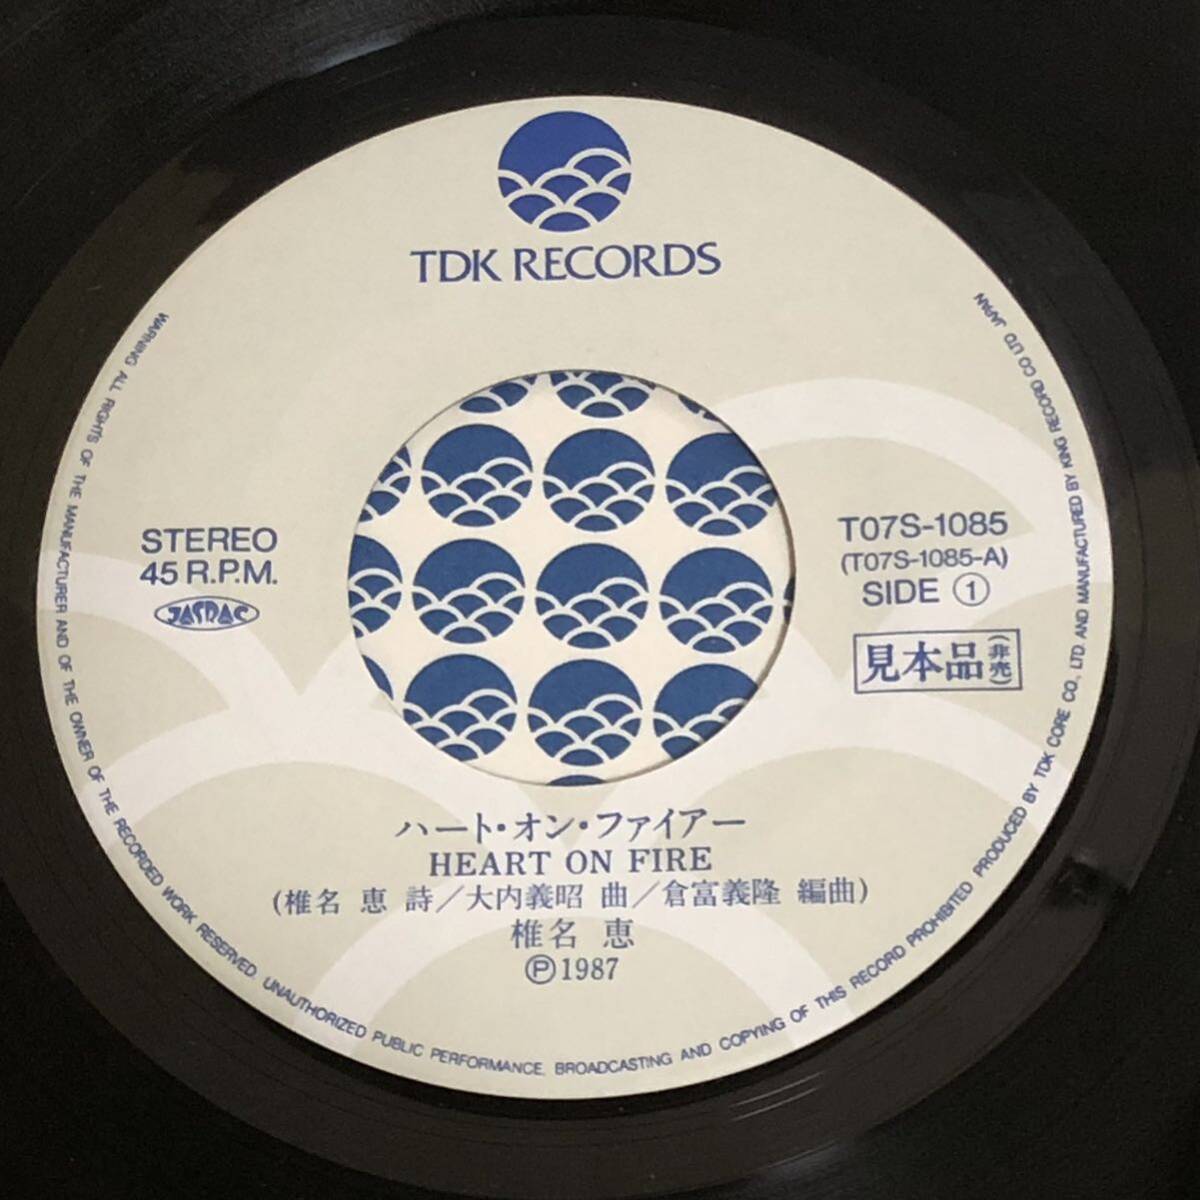 TDK RECORDS
STEREO
45 R.P.M.
JASRAC
T07S-1085
(T07S-1085-A)
SIDE ①
見本品(非売)
ハート・オン・ファイアー
HEART ON FIRE
(椎名 恵 詩／大内義昭 曲／倉富義隆 編曲)
椎名 恵
Ⓟ1987
WARNING ALL RIGHTS OF THE MANUFACTURER AND OF THE OWNER OF THE RECORDED WORK RESERVED. UNAUTHORIZED PUBLIC PERFORMANCE. BROADCASTING AND COPYING OF THIS RECORD PROHIBITED PRODUCED BY TDK CORE CO., LTD. AND MANUFACTURED BY KING RECORD CO LTD JAPAN